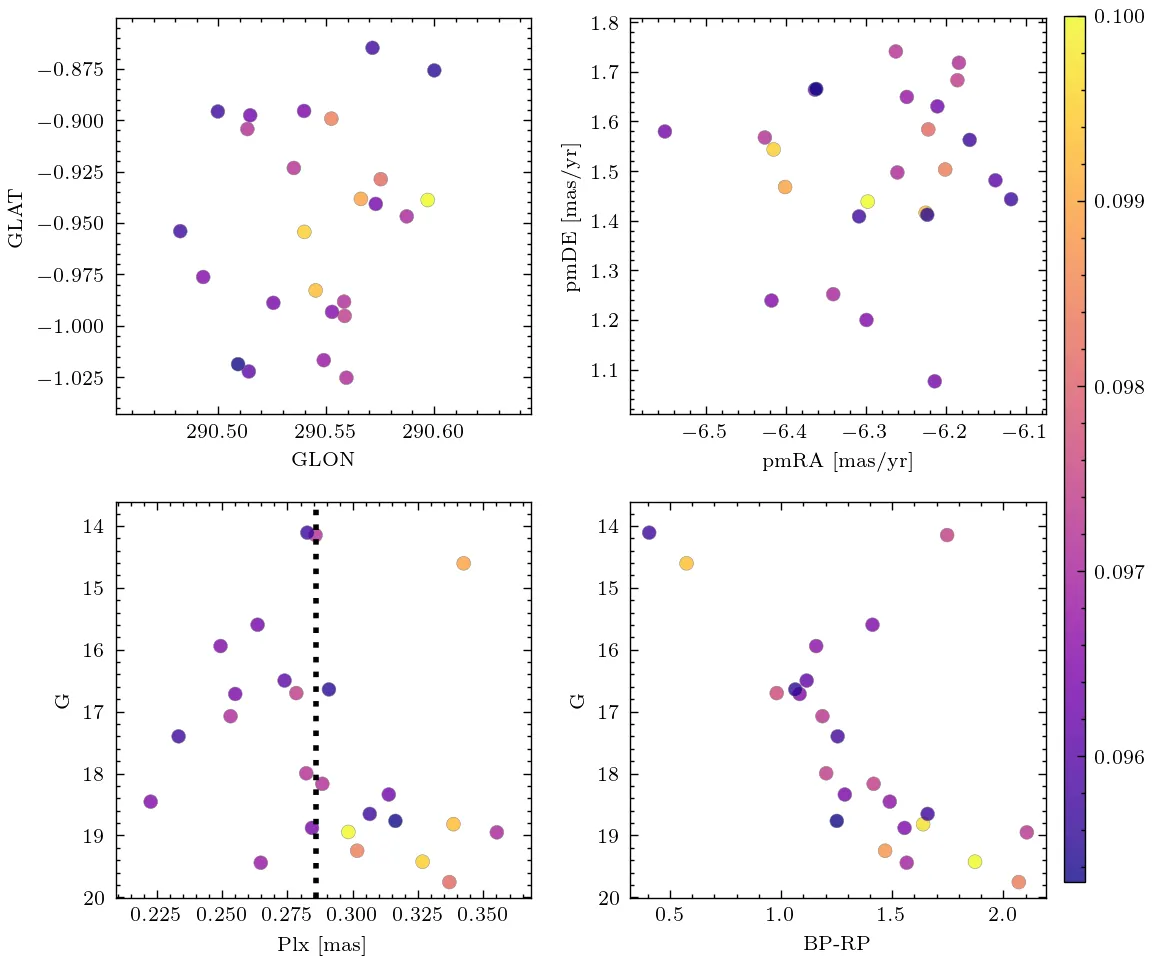 −0.875
−0.900
−0.925
−0.950
−0.975
−1.000
−1.025
GLAT
290.50 290.55 290.60
GLON
1.8
1.7
1.6
1.5
1.4
1.3
1.2
1.1
pmDE [mas/yr]
−6.5 −6.4 −6.3 −6.2 −6.1
pmRA [mas/yr]
14
15
16
17
18
19
20
G
0.225 0.250 0.275 0.300 0.325 0.350
Plx [mas]
14
15
16
17
18
19
20
G
0.5 1.0 1.5 2.0
BP-RP
0.100
0.099
0.098
0.097
0.096